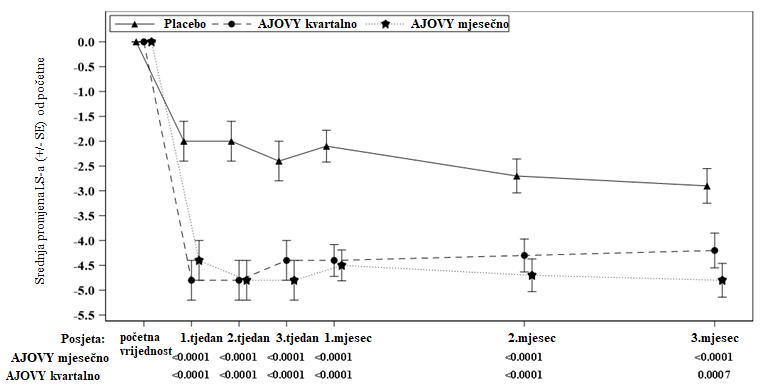 Placebo AJOVY kvartalno AJOVY mjesečno
Srednja promjena LS-a (+/- SE) od početne
0.0
-0.5
-1.0
-1.5
-2.0
-2.5
-3.0
-3.5
-4.0
-4.5
-5.0
-5.5
Posjeta: početna vrijednost 1.tjedan 2.tjedan 3.tjedan 1.mjesec 2.mjesec 3.mjesec
AJOVY mjesečno <0.0001 <0.0001 <0.0001 <0.0001 <0.0001 <0.0001
AJOVY kvartalno <0.0001 <0.0001 <0.0001 <0.0001 <0.0001 0.0007